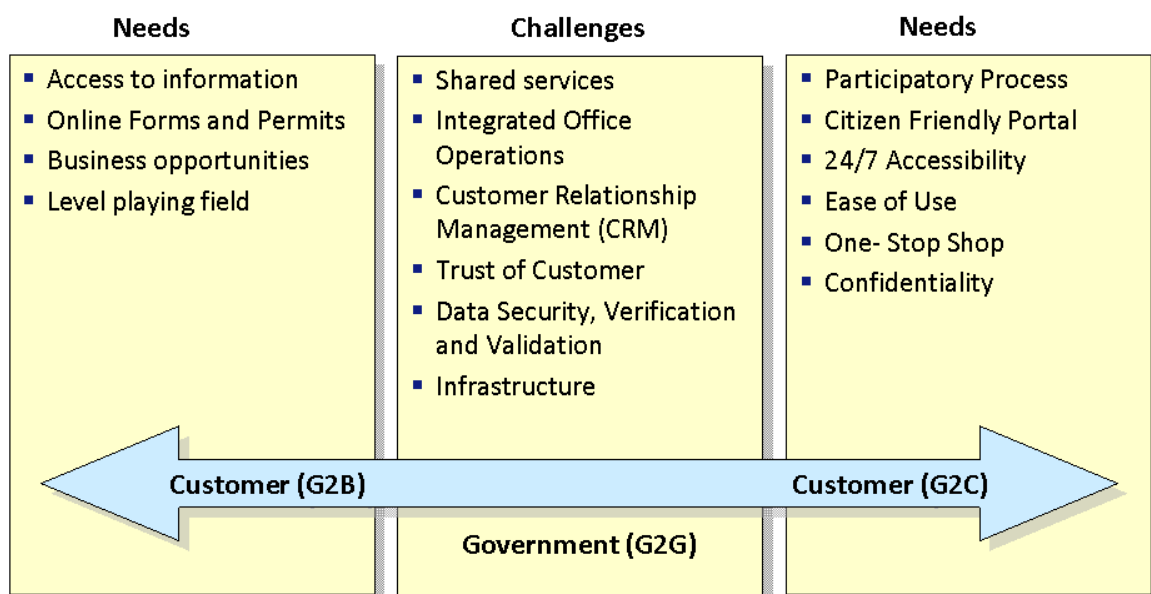 Needs
Access to information
Online Forms and Permits
Business opportunities
Level playing field
Challenges
Shared services
Integrated Office
Operations
Customer Relationship
Management (CRM)
Trust of Customer
Data Security, Verification
and Validation
Infrastructure
Needs
Participatory Process
Citizen Friendly Portal
24/7 Accessibility
Ease of Use
One- Stop Shop
Confidentiality
Customer (G2B)
Customer (G2C)
Government (G2G)